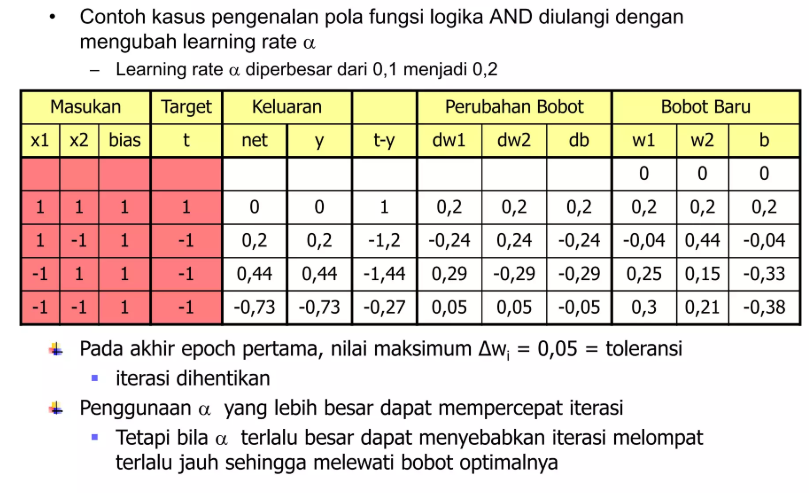 • Contoh kasus pengenalan pola fungsi logika AND diulangi dengan
mengubah learning rate α
– Learning rate α diperbesar dari 0,1 menjadi 0,2
Masukan Target Keluaran Perubahan Bobot Bobot Baru
x1 x2 bias t net y t-y dw1 dw2 db w1 w2 b
0 0 0
1 1 1 1 0 0 1 0,2 0,2 0,2 0,2 0,2 0,2
1 -1 1 -1 0,2 0,2 -1,2 -0,24 0,24 -0,24 -0,04 0,44 -0,04
-1 1 1 -1 0,44 0,44 -1,44 0,29 -0,29 -0,29 0,25 0,15 -0,33
-1 -1 1 -1 -0,73 -0,73 -0,27 0,05 0,05 -0,05 0,3 0,21 -0,38
Pada akhir epoch pertama, nilai maksimum Δwi = 0,05 = toleransi
iterasi dihentikan
Penggunaan α yang lebih besar dapat mempercepat iterasi
Tetapi bila α terlalu besar dapat menyebabkan iterasi melompat
terlalu jauh sehingga melewati bobot optimalnya